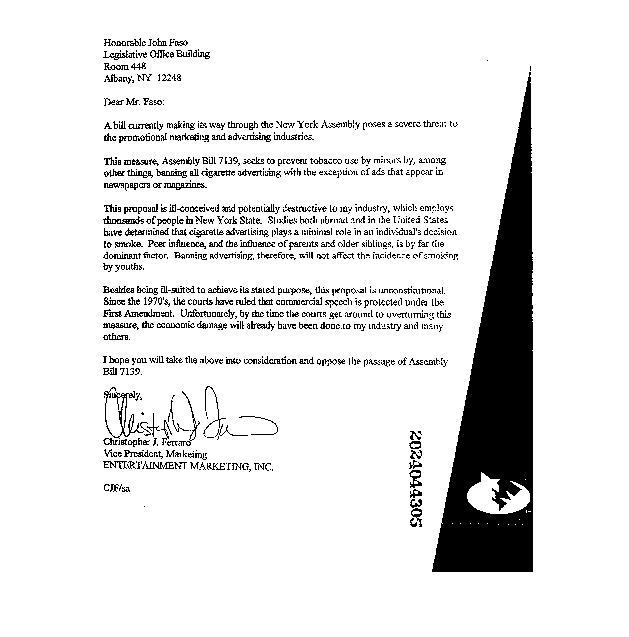 Honorable John Faso
Legislative Office Building
Room 448
Albany, NY 12248
Dear Mr. Faso:
A bill currently making its way through the New York Assembly poses a severe threat to
the promotional marketing and advertising industries.
This measure, Assembly Bill 7139, seeks to prevent tobacco use by minors by, among
other things, banning all cigarette advertising with the exception of ads that appear in
newspapers or magazines.
This proposal is ill-conceived and potentially destructive to my industry, which employs
thousands of people in New York State. Studies both abroad and in the United States
have determined that cigarette advertising plays a minimal role in an individual's decision
to smoke. Peer influence, and the influence of parents and older siblings, is by far the
dominant factor. Banning advertising, therefore, will not affect the incidence of smoking
by youths.
Besides being ill-suited to achieve its stated purpose, this proposal is unconstitutional.
Since the 1970's, the courts have ruled that commercial speech is protected under the
First Amendment. Unfortunately, by the time the courts get around to overturning this
measure, the economic damage will already have been done to my industry and many
others.
I hope you will take the above into consideration and oppose the passage of Assembly
Bill 7139.
Sincerely,
Christopher J. Ferraro
Vice President, Marketing
ENTERTAINMENT MARKETING, INC.
CJF/sa
2024044305